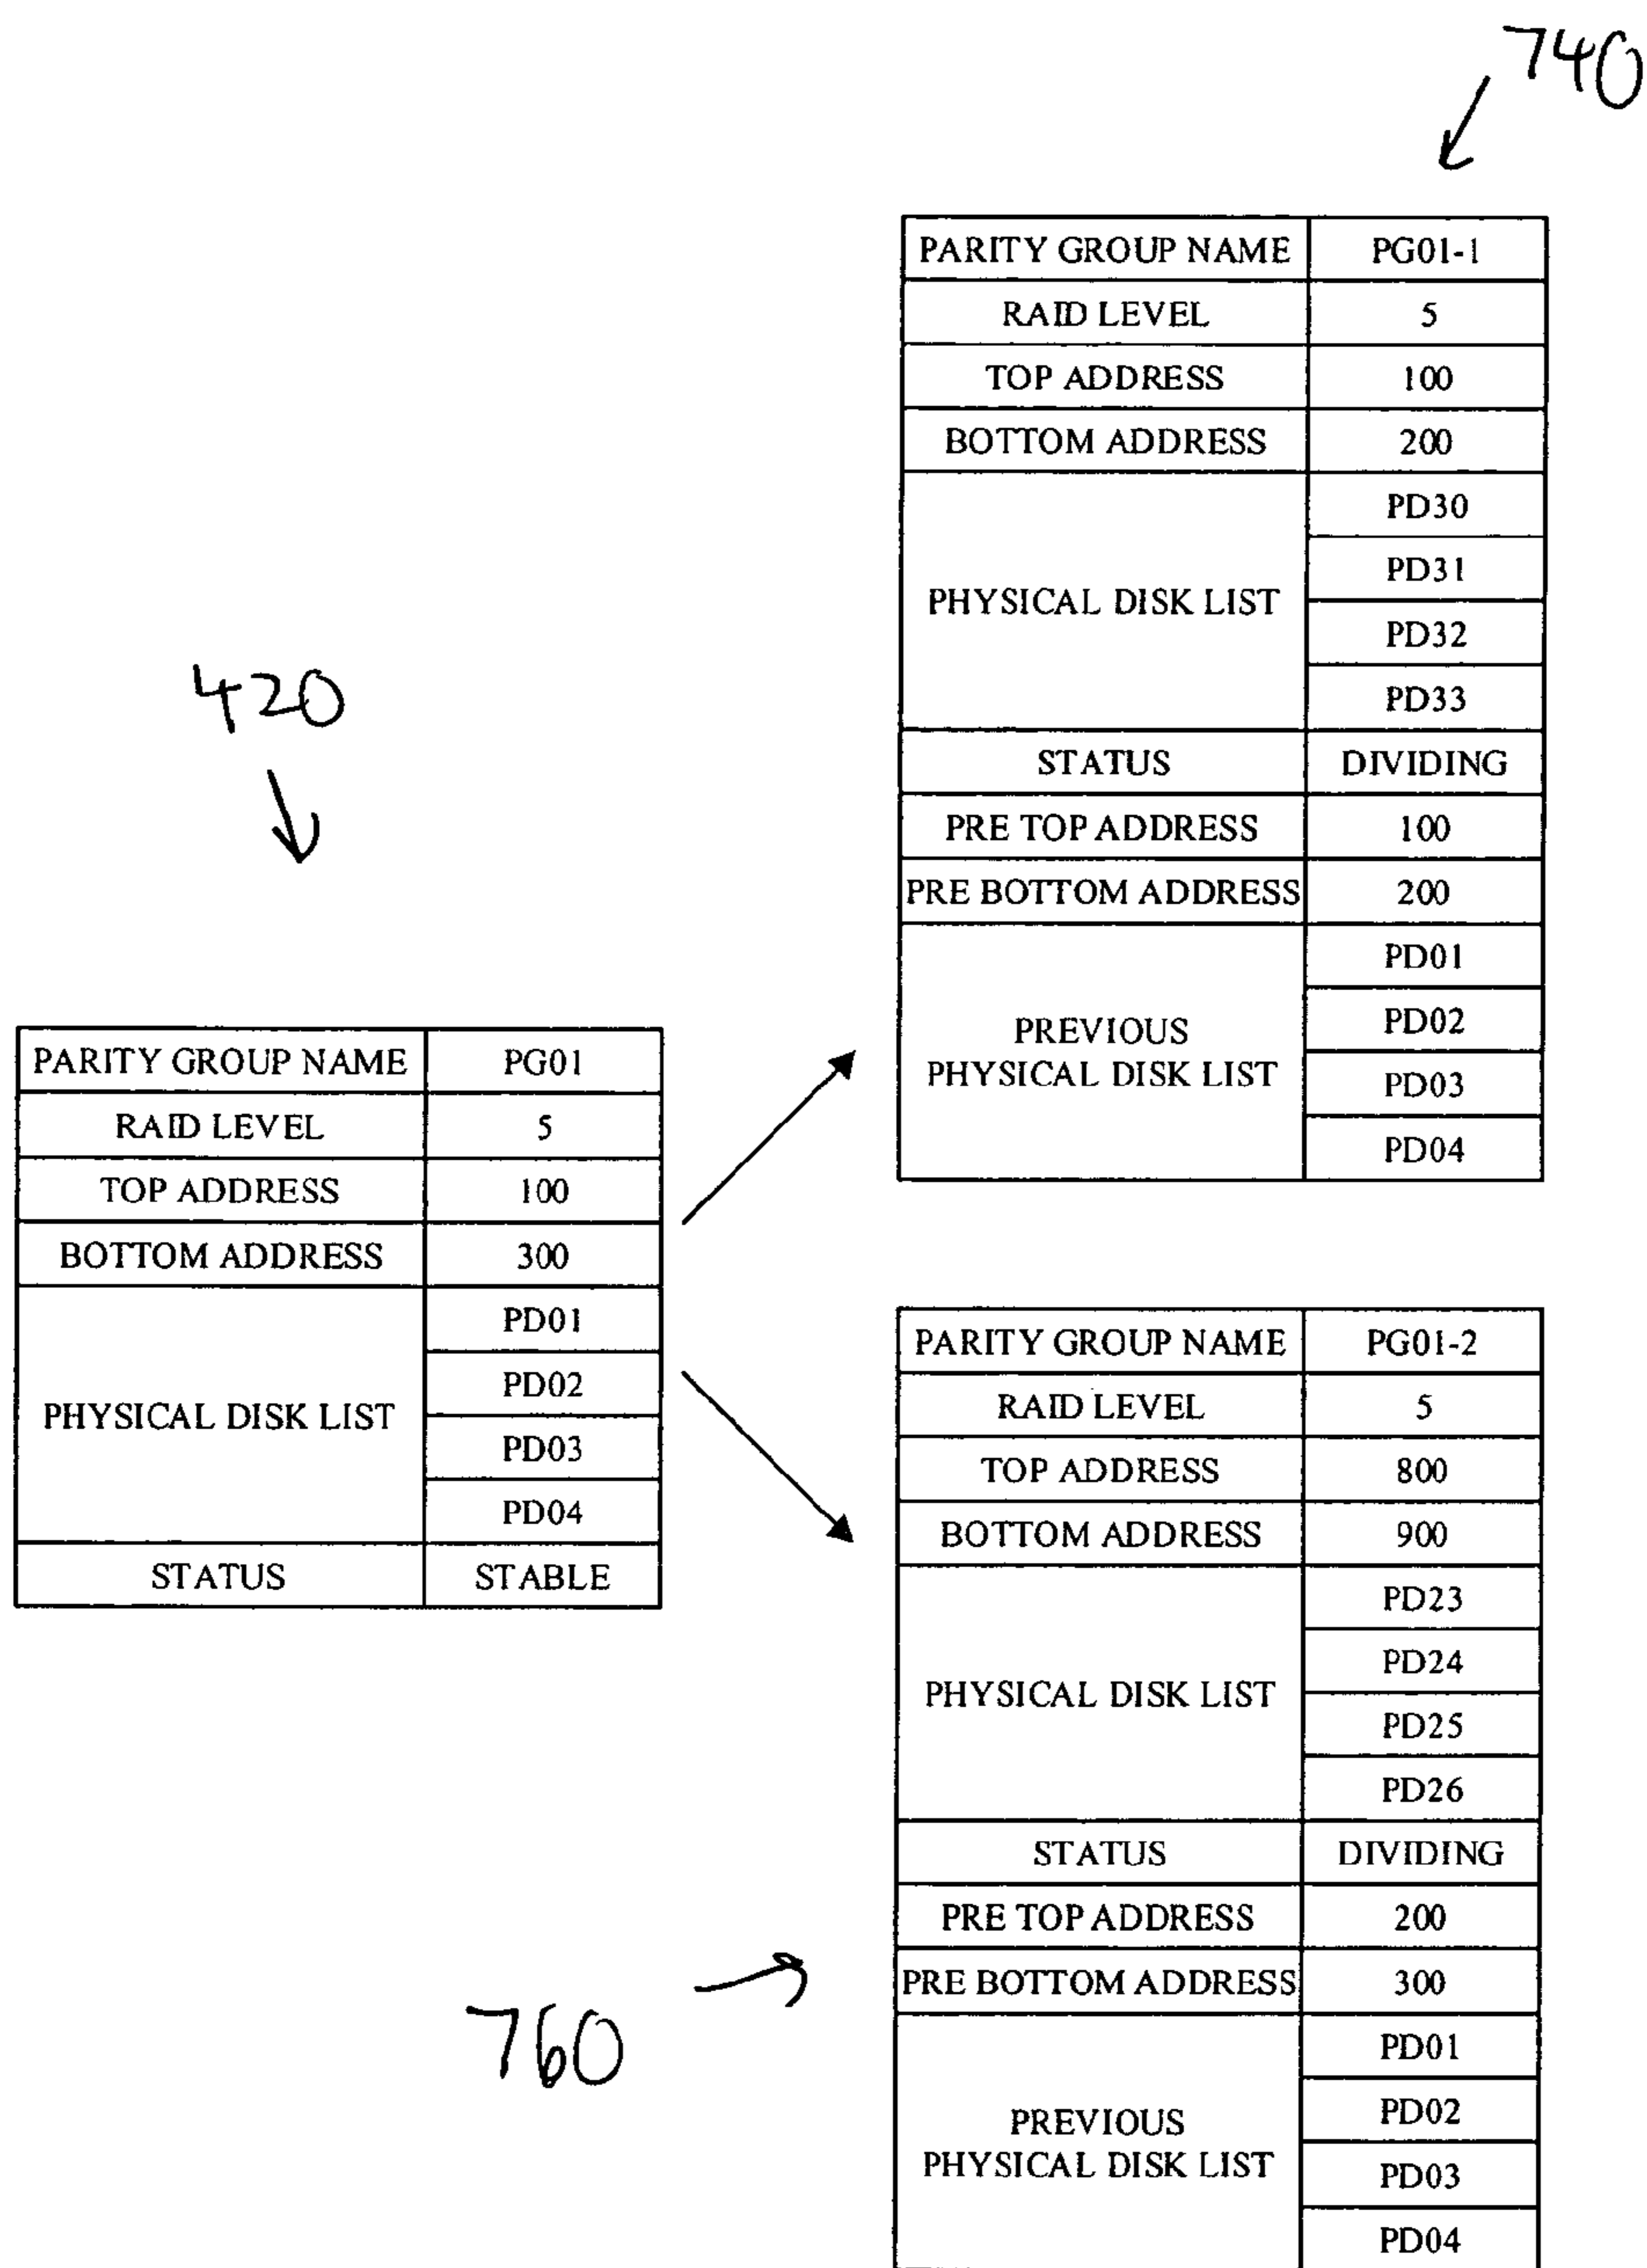 740
PARITY GROUP NAME PG01-1
RAID LEVEL 5
TOP ADDRESS 100
BOTTOM ADDRESS 200
PHYSICAL DISK LIST
PD30
PD31
PD32
PD33
STATUS DIVIDING
PRE TOP ADDRESS 100
PRE BOTTOM ADDRESS 200
PREVIOUS
PHYSICAL DISK LIST
PD01
PD02
PD03
PD04
420
PARITY GROUP NAME PG01
RAID LEVEL 5
TOP ADDRESS 100
BOTTOM ADDRESS 300
PHYSICAL DISK LIST
PD01
PD02
PD03
PD04
STATUS STABLE
PARITY GROUP NAME PG01-2
RAID LEVEL 5
TOP ADDRESS 800
BOTTOM ADDRESS 900
PHYSICAL DISK LIST
PD23
PD24
PD25
PD26
STATUS DIVIDING
PRE TOP ADDRESS 200
PRE BOTTOM ADDRESS 300
PREVIOUS
PHYSICAL DISK LIST
PD01
PD02
PD03
PD04
760